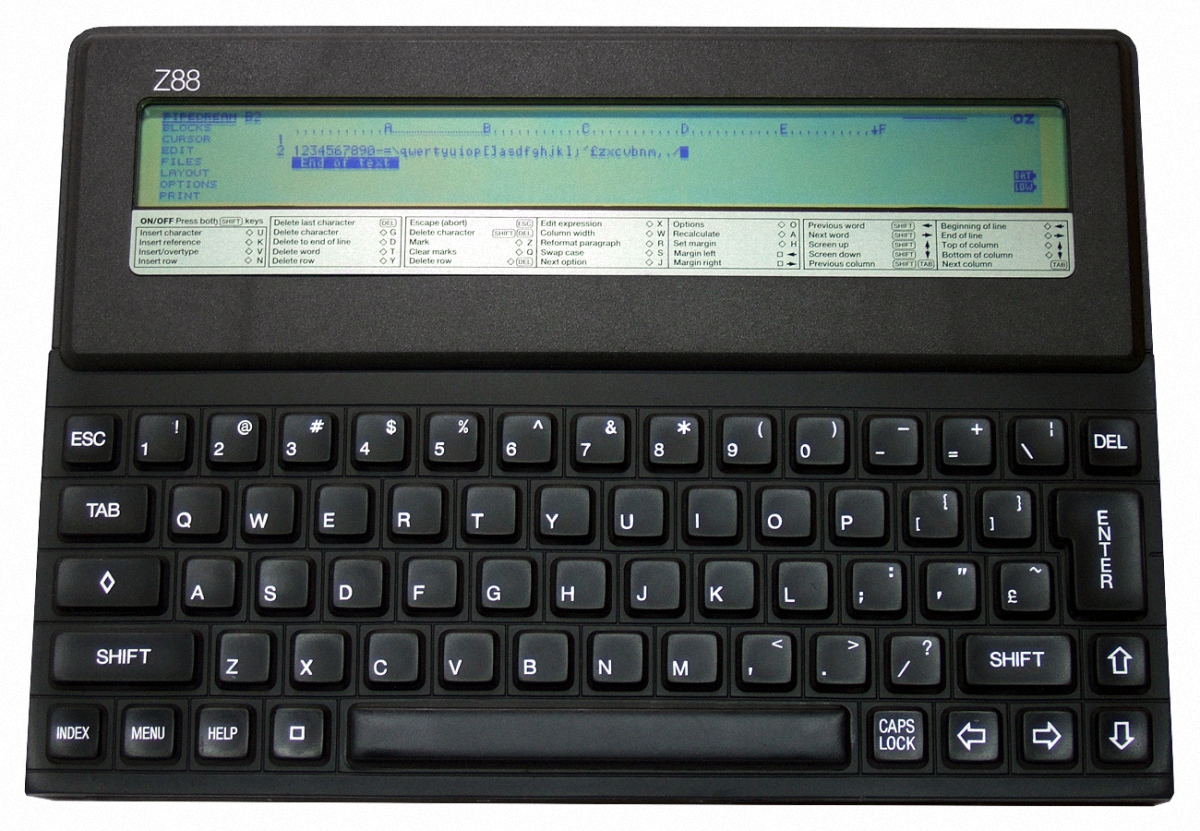 Z88
PIPEDREAM B2 OZ
BLOCKS A B C D E F
CURSOR 1
EDIT 2 1234567890-=\qwertyuiop[]asdfghjkl;'£zxcvbnm,./
FILES End of text
LAYOUT BAT
OPTIONS LOW
PRINT
ON/OFF Press both SHIFT keys
Insert character ◇ U
Insert reference ◇ K
Insert/overtype ◇ V
Insert row ◇ N
Delete last character DEL
Delete character ◇ G
Delete to end of line ◇ D
Delete word ◇ T
Delete row ◇ Y
Escape (abort) ESC
Delete character SHIFT DEL
Mark ◇ Z
Clear marks ◇ Q
Delete row ◇ DEL
Edit expression ◇ X
Column width ◇ W
Reformat paragraph ◇ R
Swap case ◇ S
Next option ◇ J
Options ◇ O
Recalculate ◇ A
Set margin ◇ H
Margin left □ ←
Margin right □ →
Previous word SHIFT ←
Next word SHIFT →
Screen up SHIFT ↑
Screen down SHIFT ↓
Previous column SHIFT TAB
Beginning of line ◇ ←
End of line ◇ →
Top of column ◇ ↑
Bottom of column ◇ ↓
Next column TAB
ESC ! 1 @ 2 # 3 $ 4 % 5 ^ 6 & 7 * 8 ( 9 ) 0 _ - + = ¦ \ DEL
TAB Q W E R T Y U I O P { [ } ] ENTER
◇ A S D F G H J K L : ; " ' ~ £
SHIFT Z X C V B N M < , > . ? / SHIFT ⇧
INDEX MENU HELP □ CAPS LOCK ⇦ ⇨ ⇩